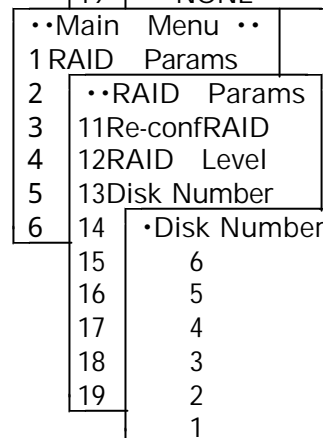 19 NONE
··Main Menu ··
1 RAID Params
2 ··RAID Params
3 11Re-confRAID
4 12RAID Level
5 13Disk Number
6 14 ·Disk Number
15 6
16 5
17 4
18 3
19 2
1